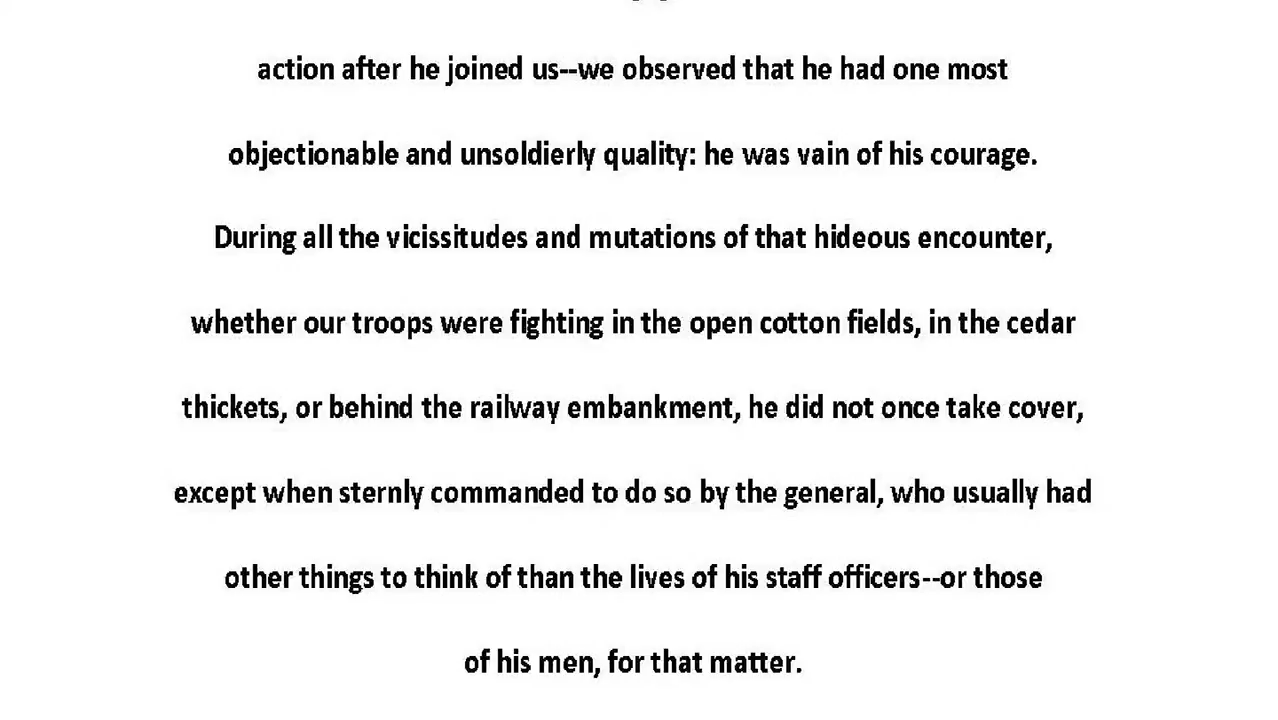 action after he joined us--we observed that he had one most
objectionable and unsoldierly quality: he was vain of his courage.
During all the vicissitudes and mutations of that hideous encounter,
whether our troops were fighting in the open cotton fields, in the cedar
thickets, or behind the railway embankment, he did not once take cover,
except when sternly commanded to do so by the general, who usually had
other things to think of than the lives of his staff officers--or those
of his men, for that matter.